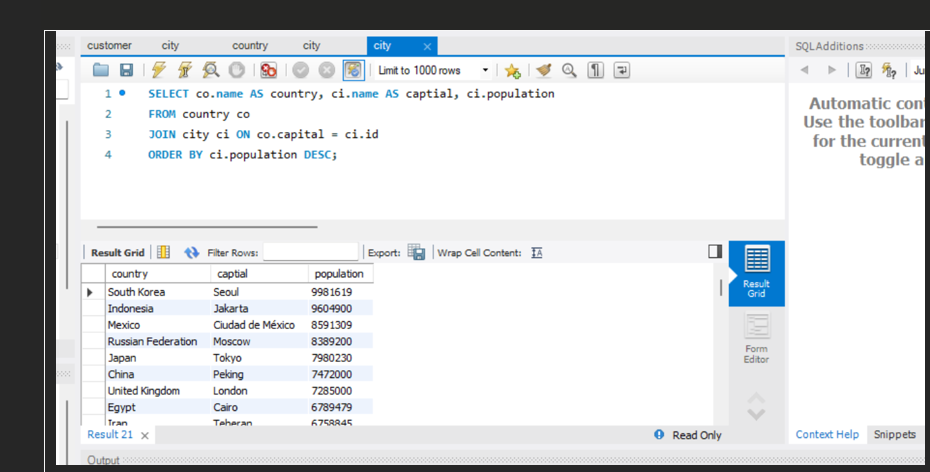 customer city country city city ×
SQLAdditions
Limit to 1000 rows
Ju
1 SELECT co.name AS country, ci.name AS captial, ci.population
2 FROM country co
3 JOIN city ci ON co.capital = ci.id
4 ORDER BY ci.population DESC;
Automatic con
Use the toolbar
for the current
toggle a
Result Grid Filter Rows: Export: Wrap Cell Content:
country captial population
South Korea Seoul 9981619
Indonesia Jakarta 9604900
Mexico Ciudad de México 8591309
Russian Federation Moscow 8389200
Japan Tokyo 7980230
China Peking 7472000
United Kingdom London 7285000
Egypt Cairo 6789479
Iran Teheran 6758845
Result
Grid
Form
Editor
Result 21 ×
Read Only
Context Help Snippets
Output